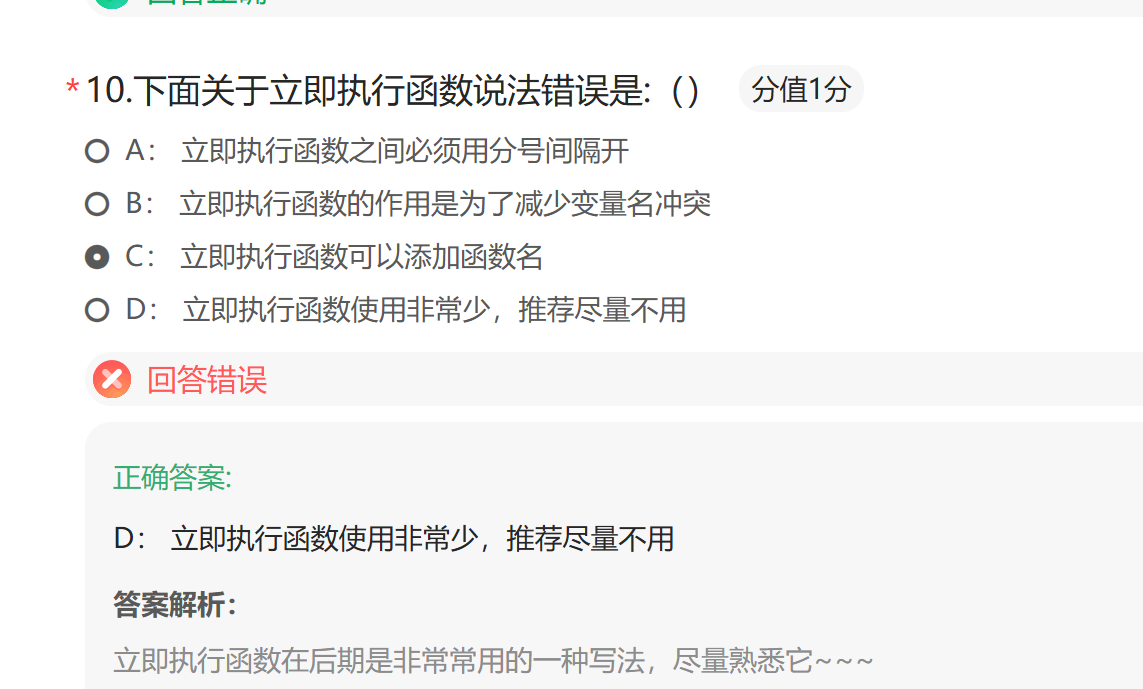 回答正确
*10.下面关于立即执行函数说法错误是:（） 分值1分
A： 立即执行函数之间必须用分号间隔开
B： 立即执行函数的作用是为了减少变量名冲突
C： 立即执行函数可以添加函数名
D： 立即执行函数使用非常少，推荐尽量不用
回答错误
正确答案:
D： 立即执行函数使用非常少，推荐尽量不用
答案解析：
立即执行函数在后期是非常常用的一种写法，尽量熟悉它~~~